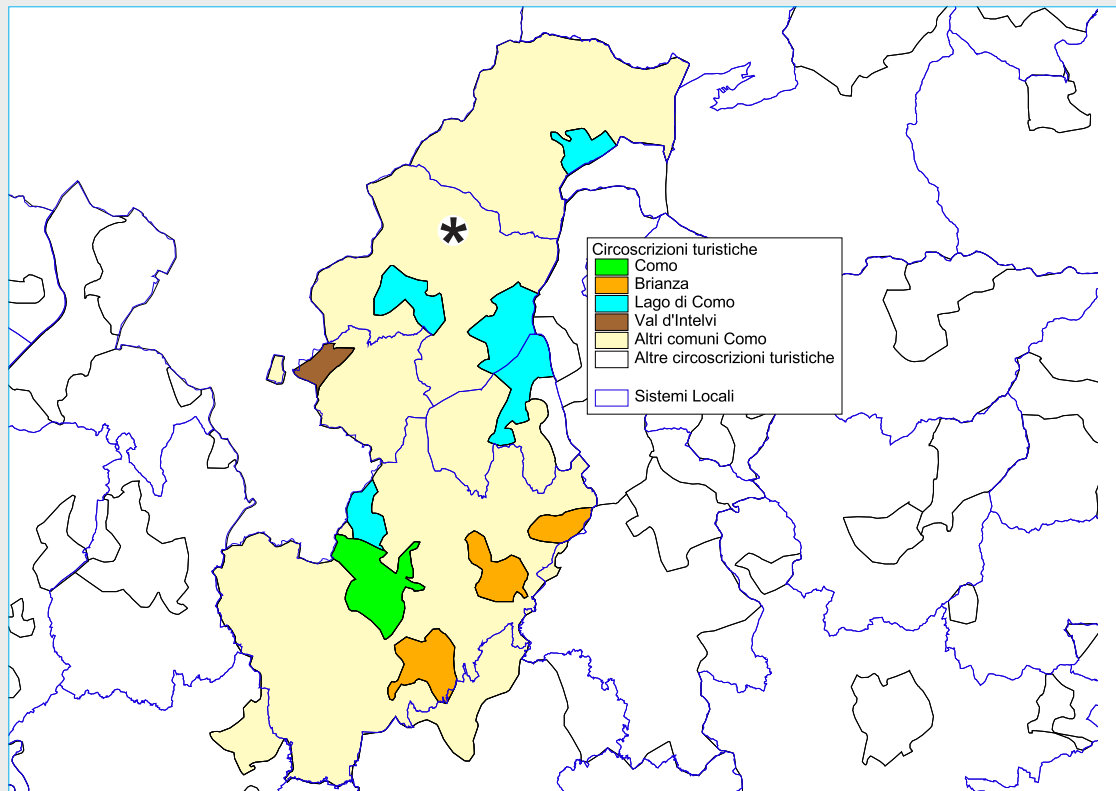 *
Circoscrizioni turistiche
Como
Brianza
Lago di Como
Val d'Intelvi
Altri comuni Como
Altre circoscrizioni turistiche
Sistemi Locali